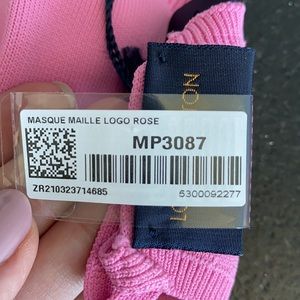 MASQUE MAILLE LOGO ROSE
MP3087
ZR210323714685
5300092277